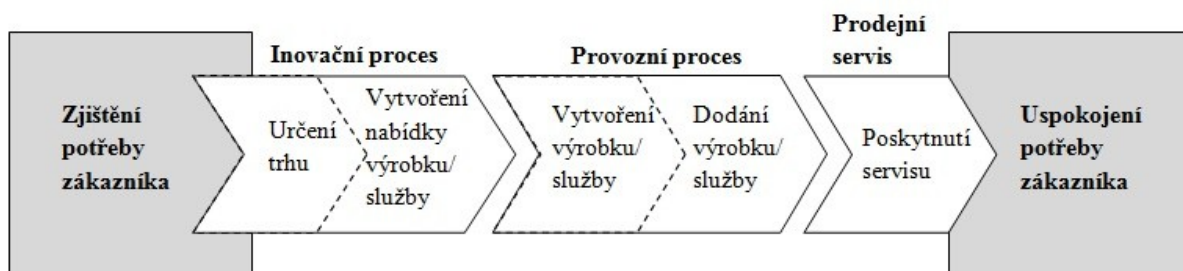 Zjištění
potřeby
zákazníka
Inovační proces
Určení
trhu
Vytvoření
nabídky
výrobku/
služby
Provozní proces
Vytvoření
výrobku/
služby
Dodání
výrobku/
služby
Prodejní
servis
Poskytnutí
servisu
Uspokojení
potřeby
zákazníka